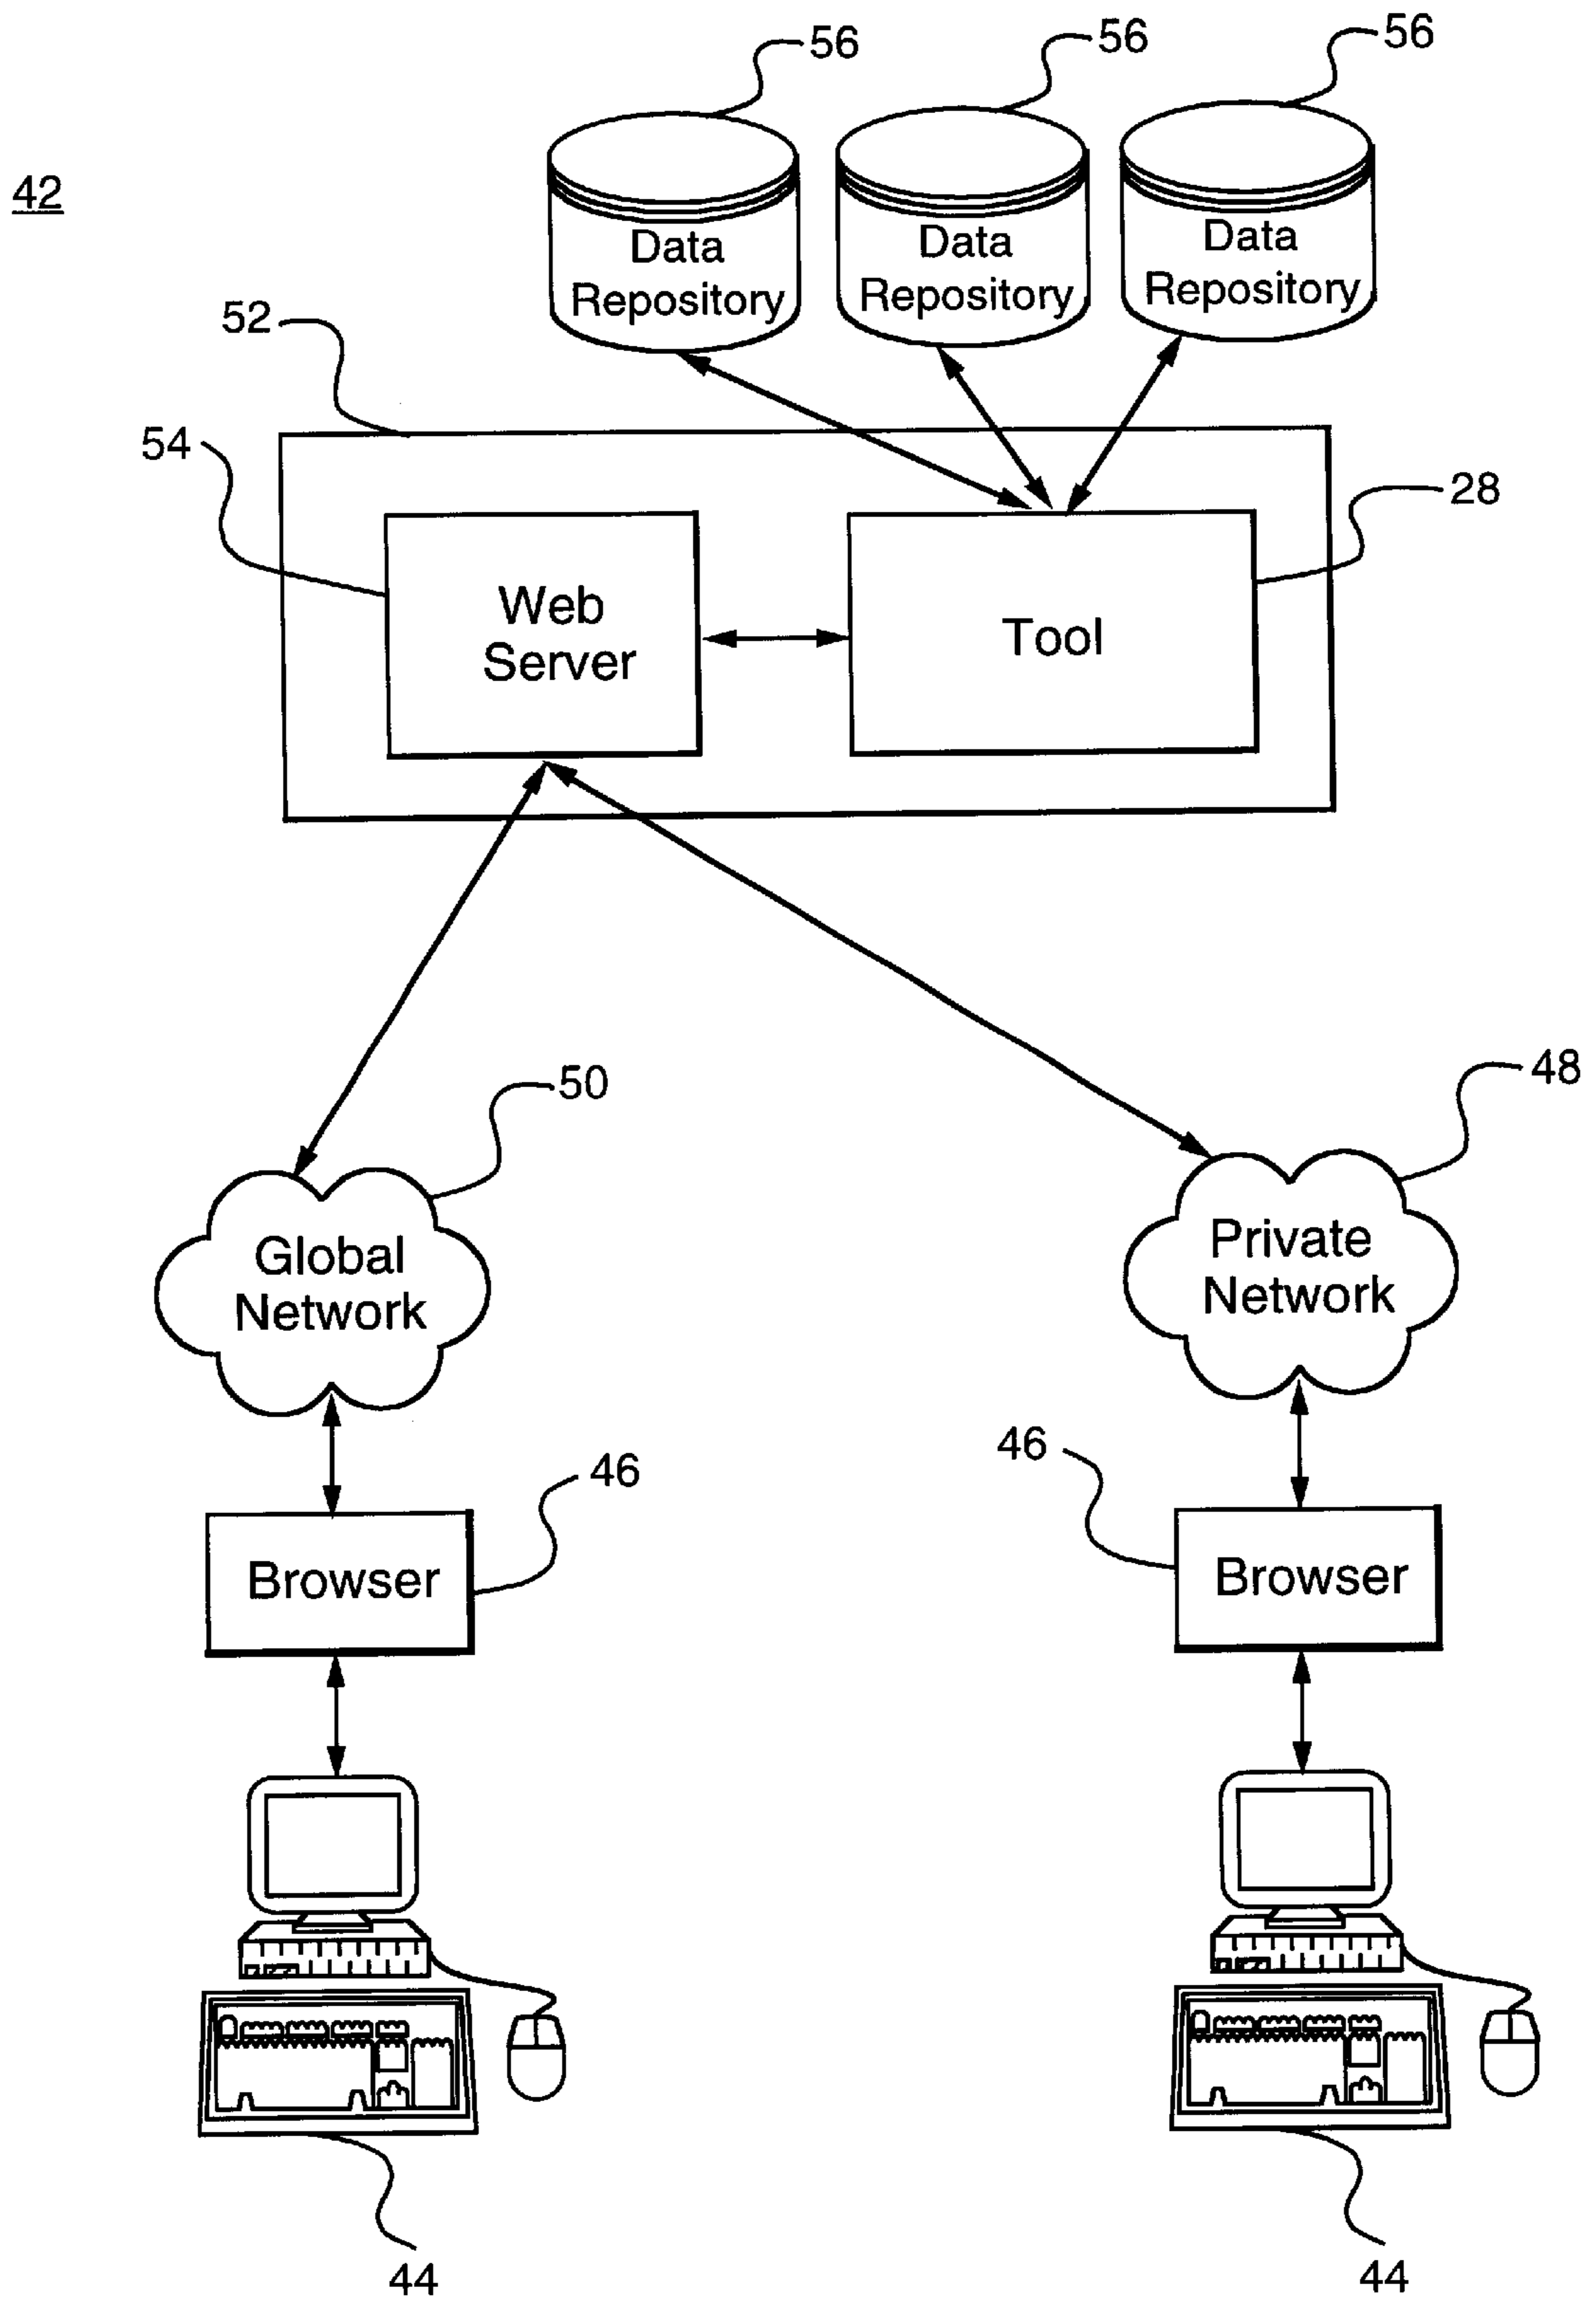 56
56
56
42
Data
Repository
Data
Repository
Data
Repository
52
54
28
Web
Server
Tool
50
48
Global
Network
Private
Network
46
46
Browser
Browser
44
44